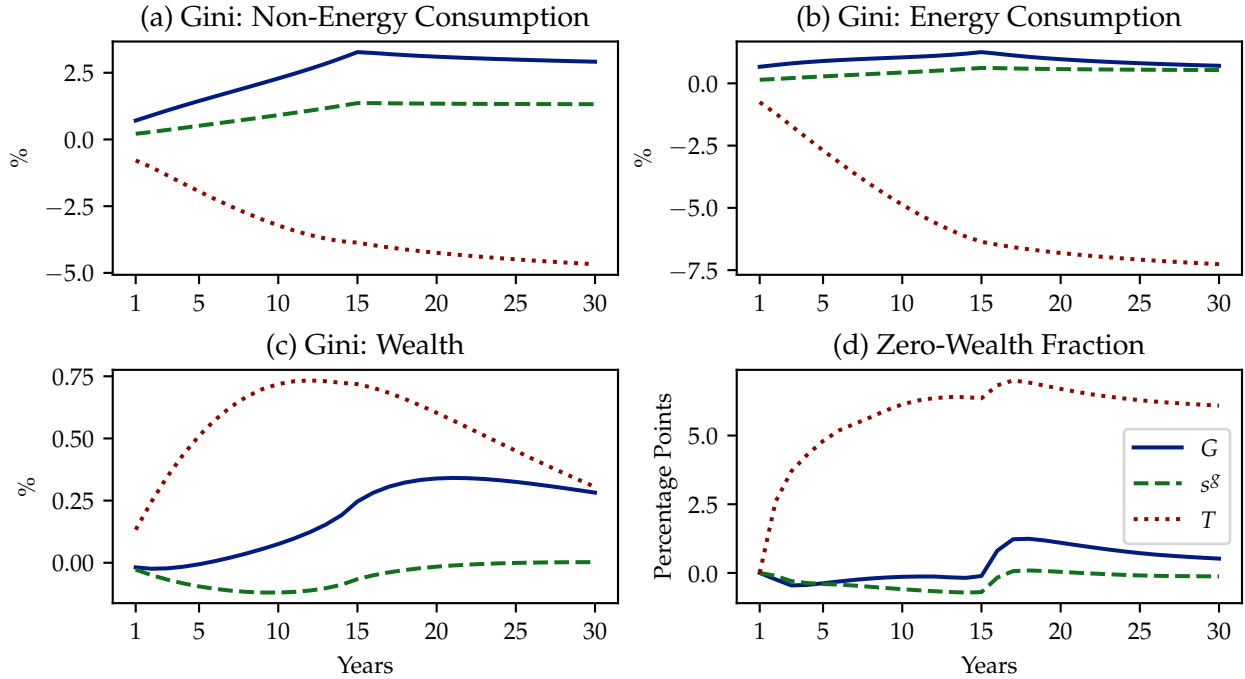 (a) Gini: Non-Energy Consumption
2.5
0.0
−2.5
−5.0
%
1 5 10 15 20 25 30
(b) Gini: Energy Consumption
0.0
−2.5
−5.0
−7.5
%
1 5 10 15 20 25 30
(c) Gini: Wealth
0.75
0.50
0.25
0.00
%
1 5 10 15 20 25 30
Years
(d) Zero-Wealth Fraction
5.0
2.5
0.0
Percentage Points
G
s^g
T
1 5 10 15 20 25 30
Years